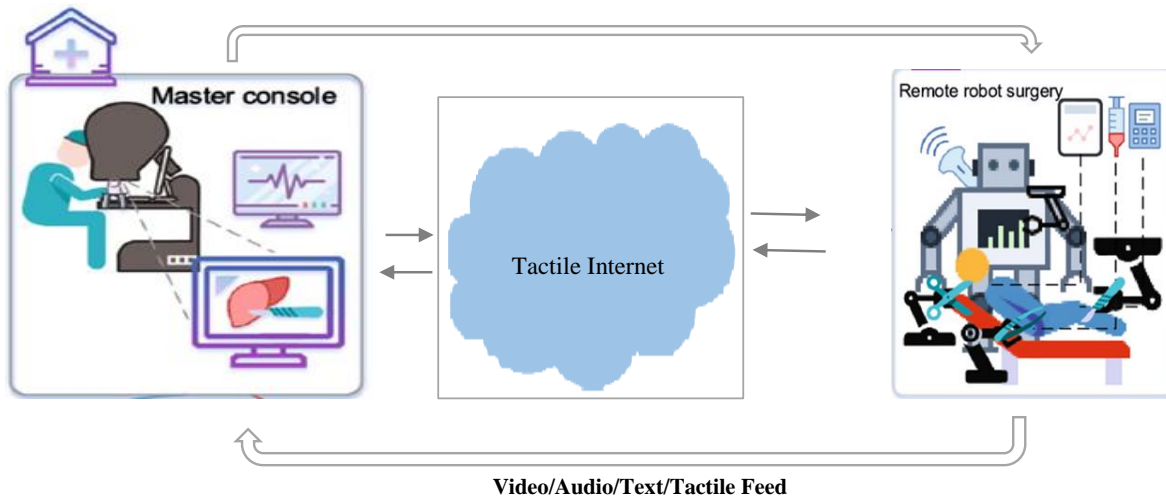 Master console
Remote robot surgery
Tactile Internet
Video/Audio/Text/Tactile Feed